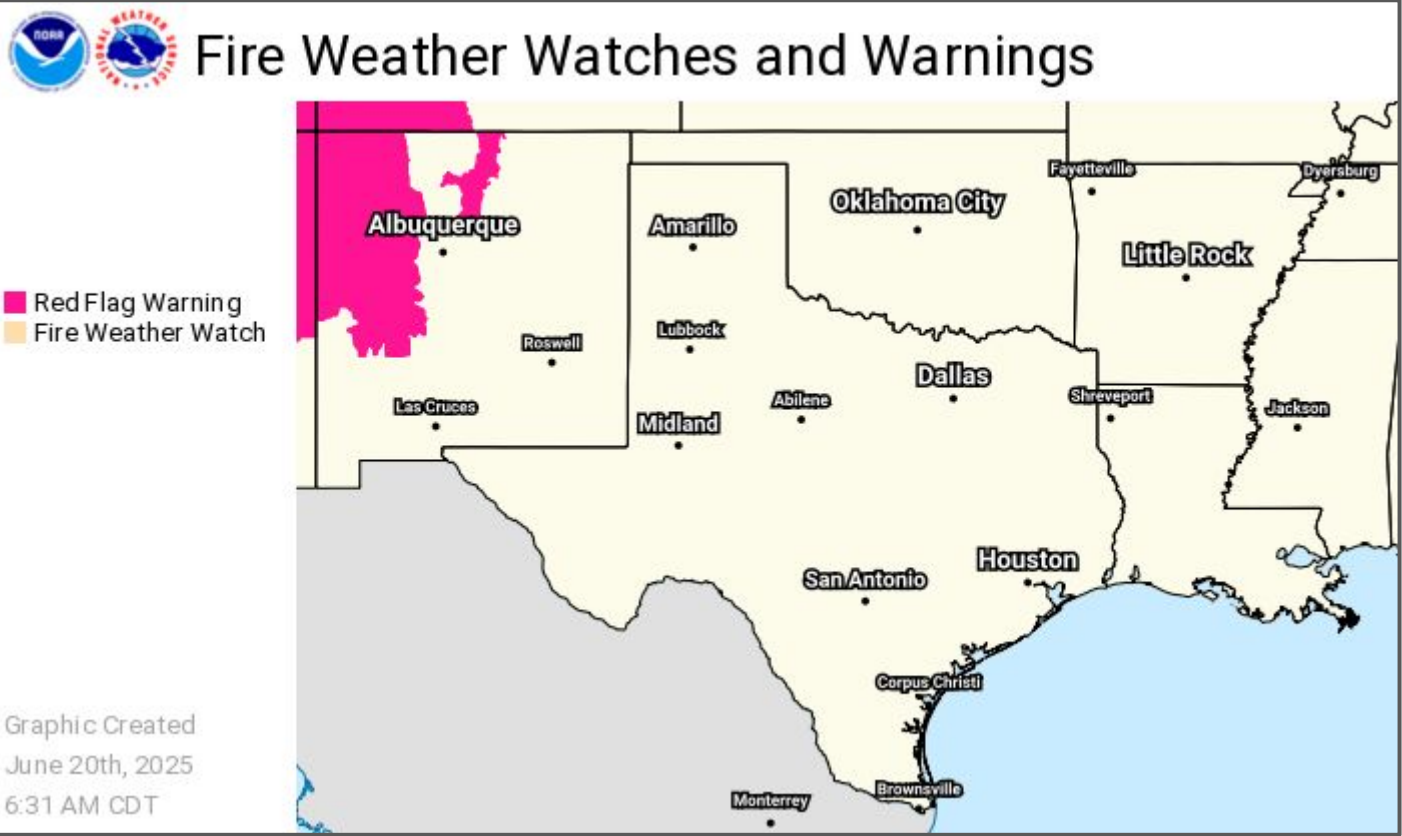 NOAA
NATIONAL WEATHER SERVICE
Fire Weather Watches and Warnings
Fayetteville
Dyersburg
Oklahoma City
Albuquerque
Amarillo
Little Rock
Red Flag Warning
Fire Weather Watch
Lubbock
Roswell
Dallas
Shreveport
Abilene
Las Cruces
Jackson
Midland
Houston
San Antonio
Corpus Christi
Graphic Created
June 20th, 2025
6:31 AM CDT
Brownsville
Monterrey